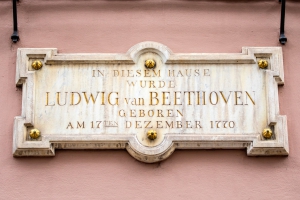 IN DIESEM HAUSE
WURDE
LUDWIG van BEETHOVEN
GEBOREN
AM 17ten DEZEMBER 1770